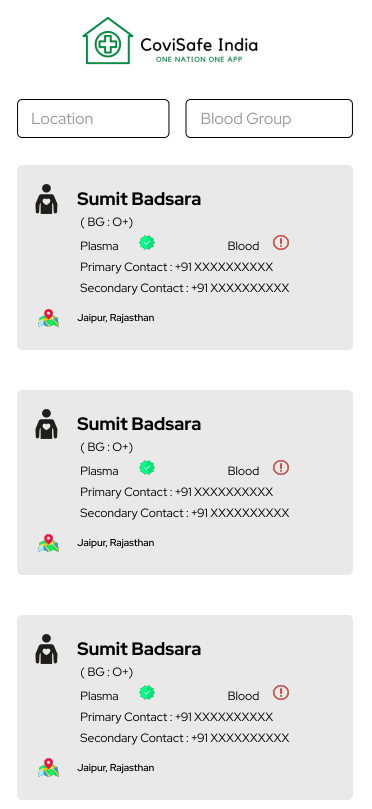 CoviSafe India
ONE NATION ONE APP
Location Blood Group
Sumit Badsara
( BG : O+)
Plasma Blood
Primary Contact : +91 XXXXXXXXXX
Secondary Contact : +91 XXXXXXXXXX
Jaipur, Rajasthan
Sumit Badsara
( BG : O+)
Plasma Blood
Primary Contact : +91 XXXXXXXXXX
Secondary Contact : +91 XXXXXXXXXX
Jaipur, Rajasthan
Sumit Badsara
( BG : O+)
Plasma Blood
Primary Contact : +91 XXXXXXXXXX
Secondary Contact : +91 XXXXXXXXXX
Jaipur, Rajasthan